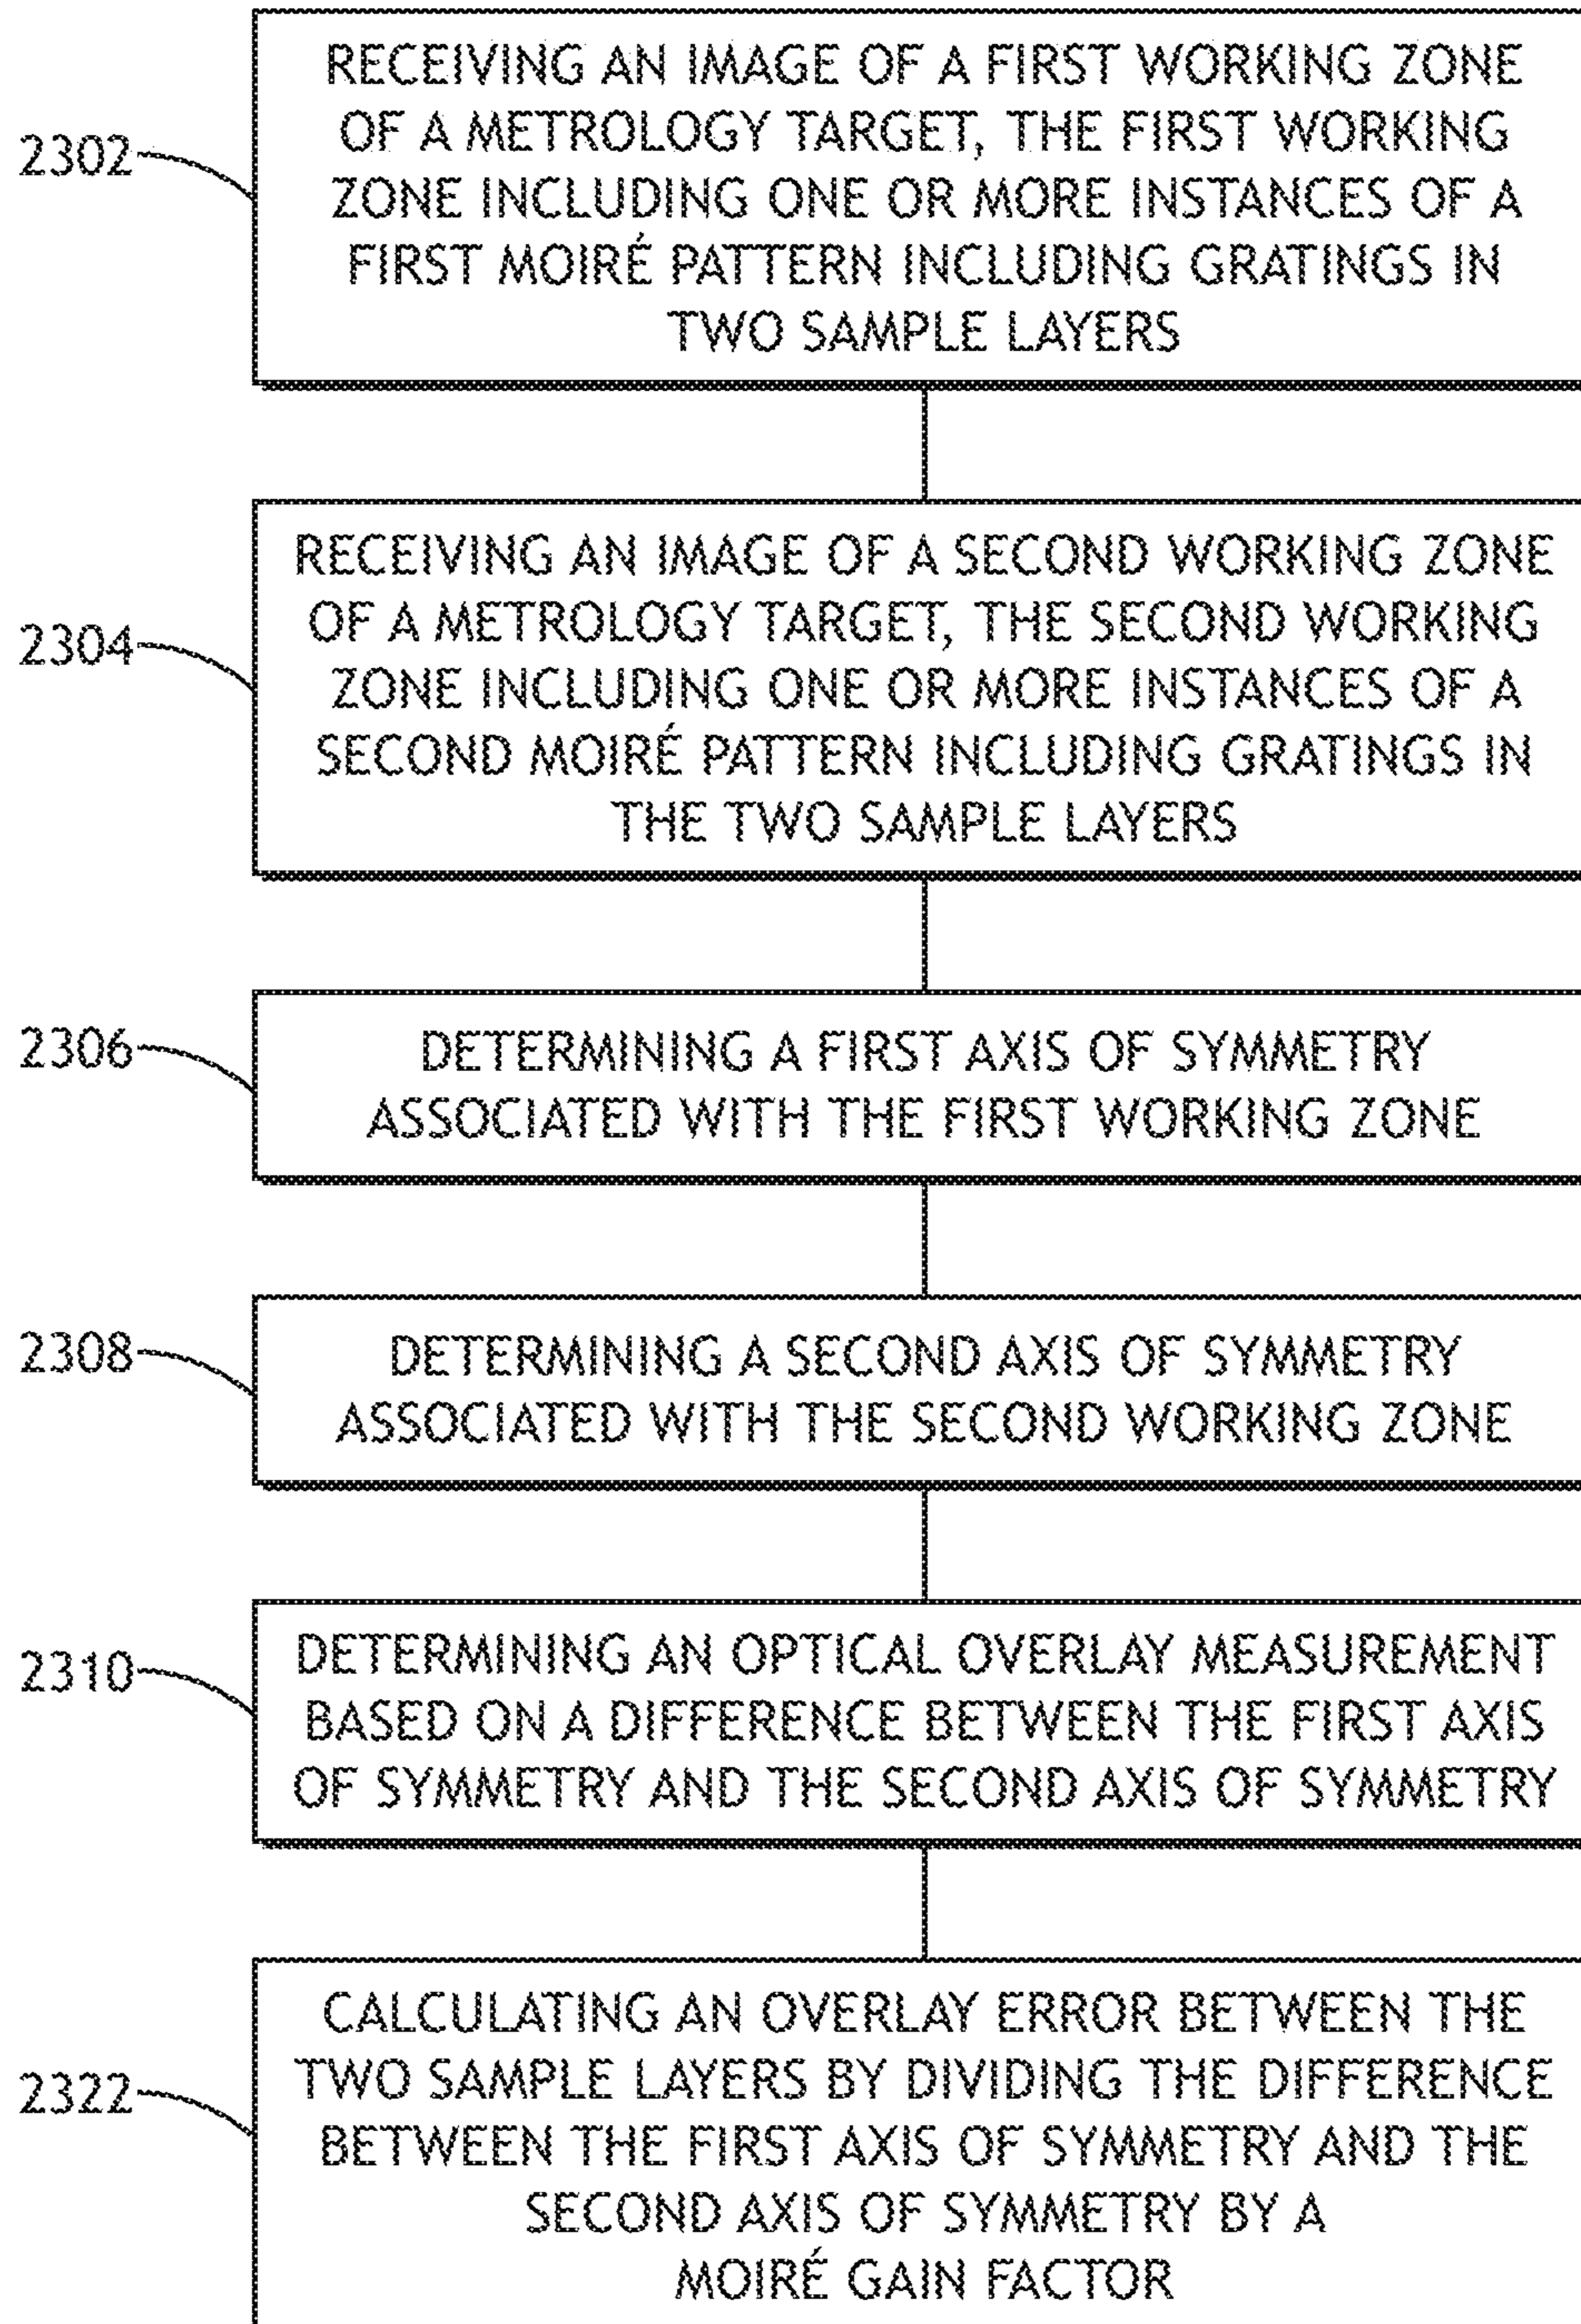 RECEIVING AN IMAGE OF A FIRST WORKING ZONE
OF A METROLOGY TARGET, THE FIRST WORKING
2302
ZONE INCLUDING ONE OR MORE INSTANCES OF A
FIRST MOIRÉ PATTERN INCLUDING GRATINGS IN
TWO SAMPLE LAYERS
RECEIVING AN IMAGE OF A SECOND WORKING ZONE
OF A METROLOGY TARGET, THE SECOND WORKING
2304
ZONE INCLUDING ONE OR MORE INSTANCES OF A
SECOND MOIRÉ PATTERN INCLUDING GRATINGS IN
THE TWO SAMPLE LAYERS
2306
DETERMINING A FIRST AXIS OF SYMMETRY
ASSOCIATED WITH THE FIRST WORKING ZONE
2308
DETERMINING A SECOND AXIS OF SYMMETRY
ASSOCIATED WITH THE SECOND WORKING ZONE
2310
DETERMINING AN OPTICAL OVERLAY MEASUREMENT
BASED ON A DIFFERENCE BETWEEN THE FIRST AXIS
OF SYMMETRY AND THE SECOND AXIS OF SYMMETRY
CALCULATING AN OVERLAY ERROR BETWEEN THE
2322
TWO SAMPLE LAYERS BY DIVIDING THE DIFFERENCE
BETWEEN THE FIRST AXIS OF SYMMETRY AND THE
SECOND AXIS OF SYMMETRY BY A
MOIRÉ GAIN FACTOR